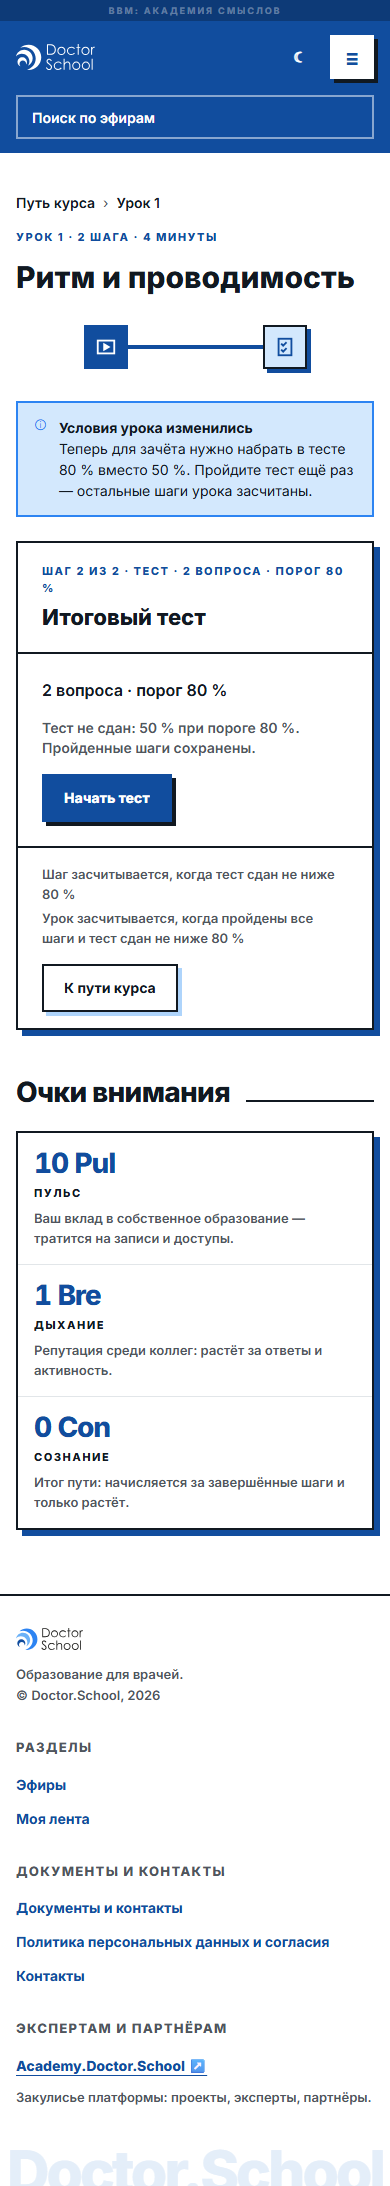 ВВМ: АКАДЕМИЯ СМЫСЛОВ
Doctor
School
Поиск по эфирам
Путь курса › Урок 1
УРОК 1 · 2 ШАГА · 4 МИНУТЫ
Ритм и проводимость
Условия урока изменились
Теперь для зачёта нужно набрать в тесте
80 % вместо 50 %. Пройдите тест ещё раз
— остальные шаги урока засчитаны.
ШАГ 2 ИЗ 2 · ТЕСТ · 2 ВОПРОСА · ПОРОГ 80
%
Итоговый тест
2 вопроса · порог 80 %
Тест не сдан: 50 % при пороге 80 %.
Пройденные шаги сохранены.
Начать тест
Шаг засчитывается, когда тест сдан не ниже
80 %
Урок засчитывается, когда пройдены все
шаги и тест сдан не ниже 80 %
К пути курса
Очки внимания
10 Pul
ПУЛЬС
Ваш вклад в собственное образование —
тратится на записи и доступы.
1 Bre
ДЫХАНИЕ
Репутация среди коллег: растёт за ответы и
активность.
0 Con
СОЗНАНИЕ
Итог пути: начисляется за завершённые шаги и
только растёт.
Doctor
School
Образование для врачей.
© Doctor.School, 2026
РАЗДЕЛЫ
Эфиры
Моя лента
ДОКУМЕНТЫ И КОНТАКТЫ
Документы и контакты
Политика персональных данных и согласия
Контакты
ЭКСПЕРТАМ И ПАРТНЁРАМ
Academy.Doctor.School ↗
Закулисье платформы: проекты, эксперты, партнёры.
Doctor.School